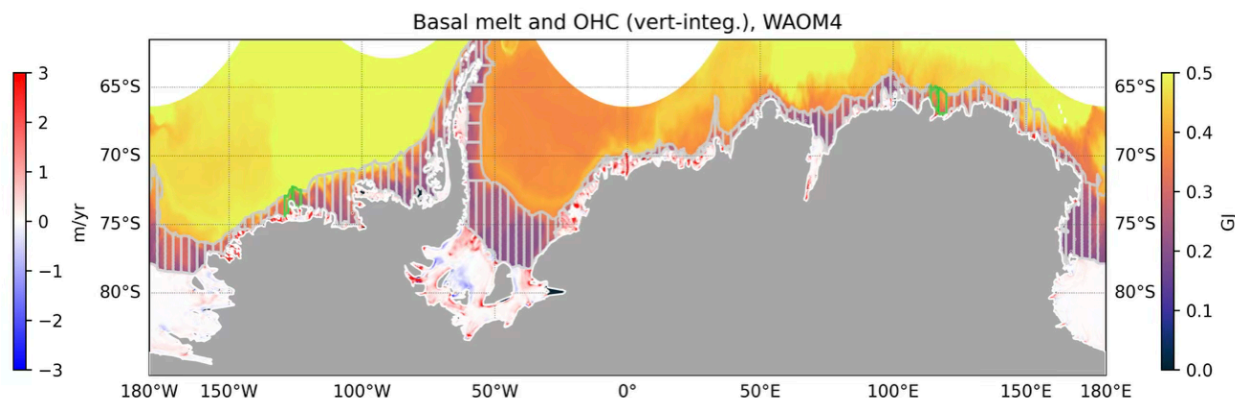 Basal melt and OHC (vert-integ.), WAOM4
3
2
1
0
−1
−2
−3
m/yr
65°S
70°S
75°S
80°S
65°S
70°S
75°S
80°S
0.5
0.4
0.3
0.2
0.1
0.0
GJ
180°W 150°W 100°W 50°W 0° 50°E 100°E 150°E 180°E